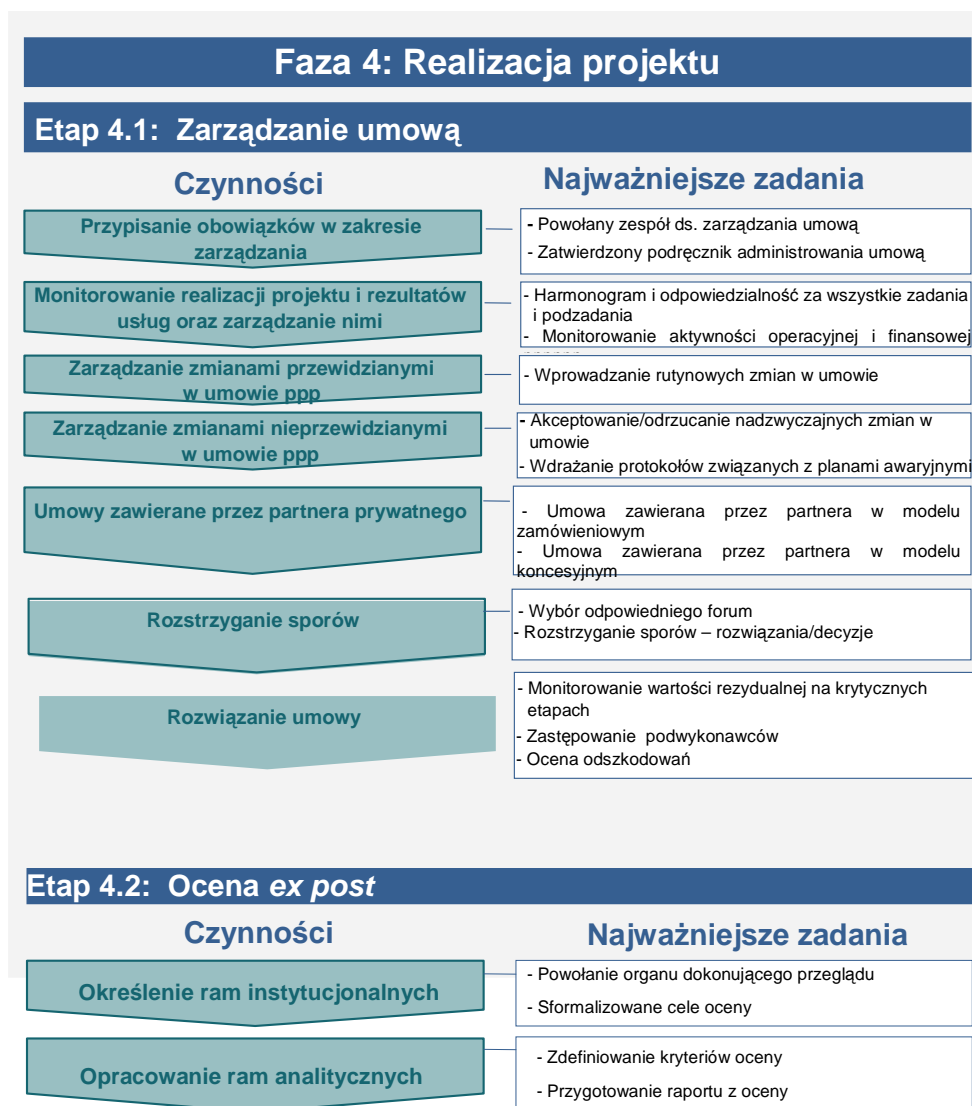 Faza 4: Realizacja projektu
Etap 4.1: Zarządzanie umową
Czynności
Najważniejsze zadania
Przypisanie obowiązków w zakresie
zarządzania
- Powołany zespół ds. zarządzania umową
- Zatwierdzony podręcznik administrowania umową
Monitorowanie realizacji projektu i rezultatów
usług oraz zarządzanie nimi
- Harmonogram i odpowiedzialność za wszystkie zadania
i podzadania
- Monitorowanie aktywności operacyjnej i finansowej
Zarządzanie zmianami przewidzianymi
w umowie ppp
- Wprowadzanie rutynowych zmian w umowie
Zarządzanie zmianami nieprzewidzianymi
w umowie ppp
- Akceptowanie/odrzucanie nadzwyczajnych zmian w
umowie
- Wdrażanie protokołów związanych z planami awaryjnymi
Umowy zawierane przez partnera prywatnego
- Umowa zawierana przez partnera w modelu
zamówieniowym
- Umowa zawierana przez partnera w modelu
koncesyjnym
Rozstrzyganie sporów
- Wybór odpowiedniego forum
- Rozstrzyganie sporów – rozwiązania/decyzje
Rozwiązanie umowy
- Monitorowanie wartości rezydualnej na krytycznych
etapach
- Zastępowanie podwykonawców
- Ocena odszkodowań
Etap 4.2: Ocena ex post
Czynności
Najważniejsze zadania
Określenie ram instytucjonalnych
- Powołanie organu dokonującego przeglądu
- Sformalizowane cele oceny
Opracowanie ram analitycznych
- Zdefiniowanie kryteriów oceny
- Przygotowanie raportu z oceny